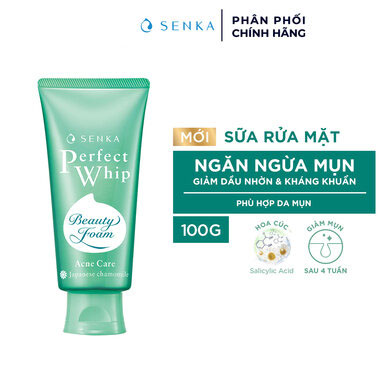 SENKA
PHÂN PHỐI
CHÍNH HÃNG
SENKA
Perfect
Whip
Beauty
Foam
Acne Care
Japanese chamomile
MỚI
SỮA RỬA MẶT
NGĂN NGỪA MỤN
GIẢM DẦU NHỜN & KHÁNG KHUẨN
PHÙ HỢP DA MỤN
100G
HOA CÚC
Salicylic Acid
GIẢM MỤN
SAU 4 TUẦN